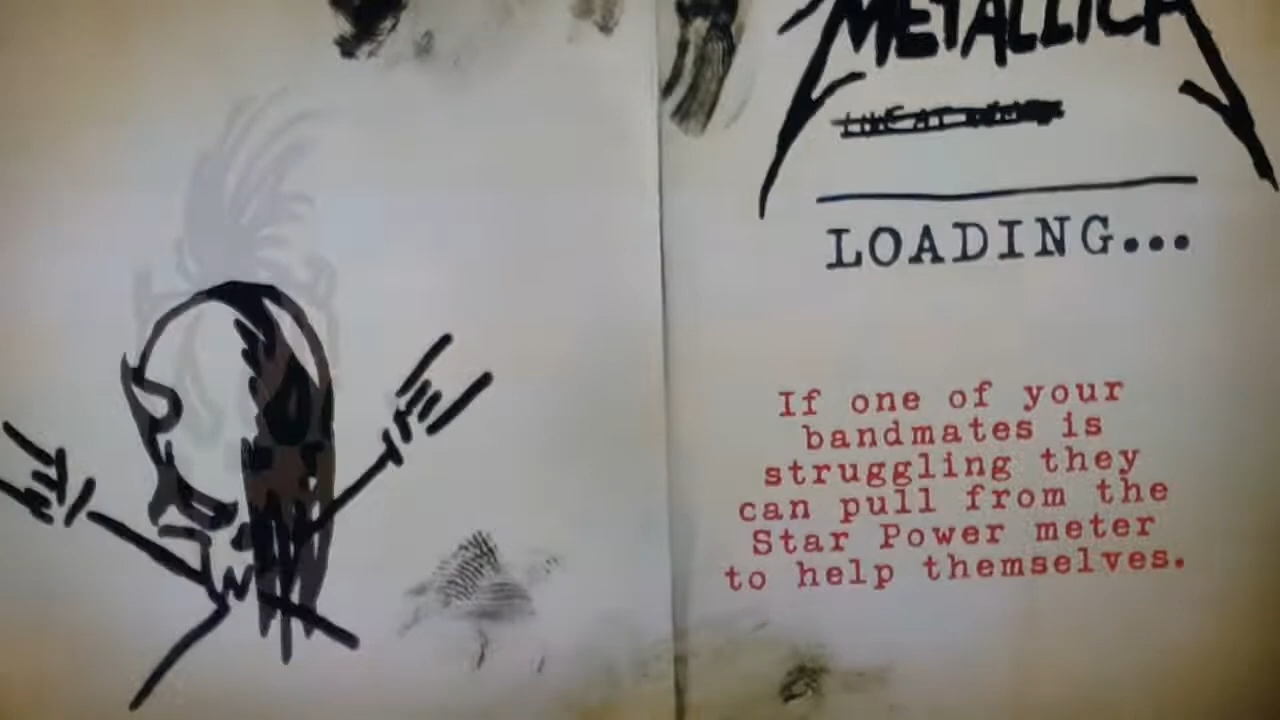 METALLICA
LOADING...
If one of your
bandmates is
struggling they
can pull from the
Star Power meter
to help themselves.